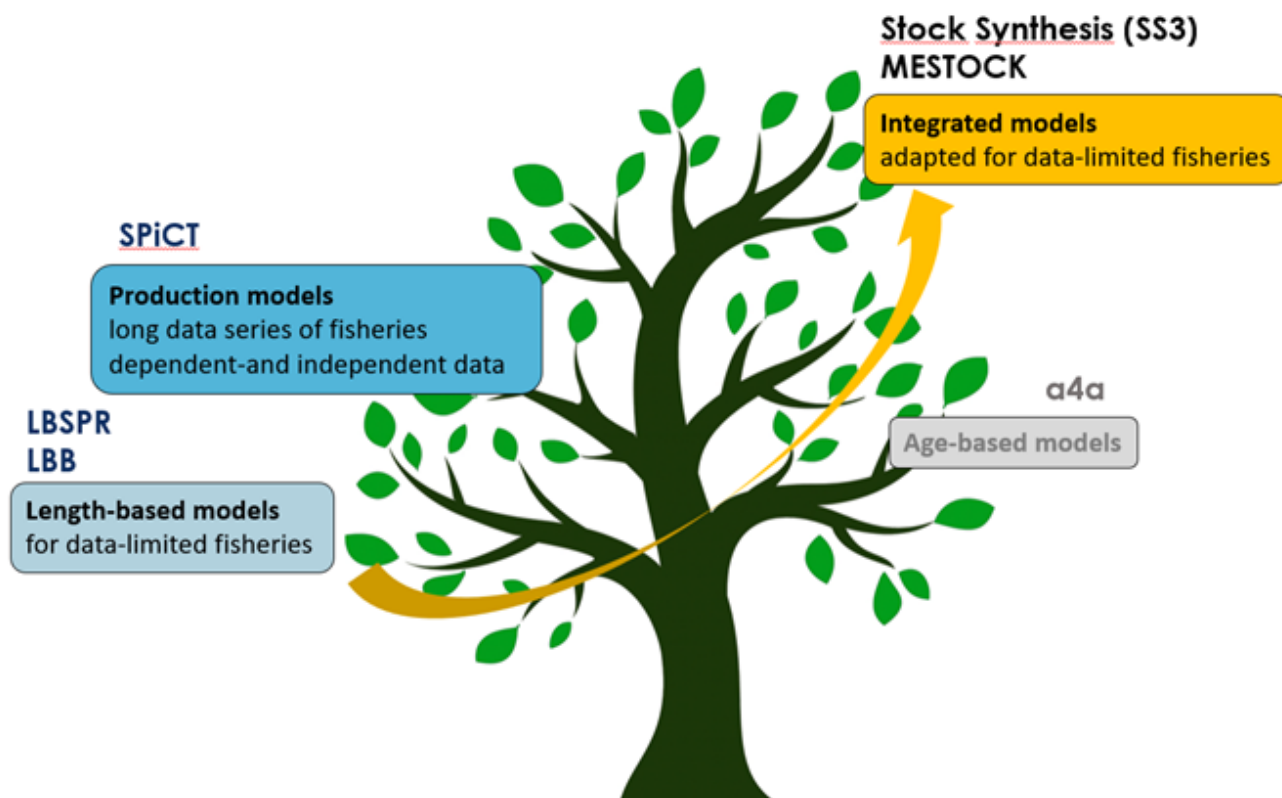 Stock Synthesis (SS3)
MESTOCK
Integrated models
adapted for data-limited fisheries
SPiCT
Production models
long data series of fisheries
dependent-and independent data
a4a
Age-based models
LBSPR
LBB
Length-based models
for data-limited fisheries